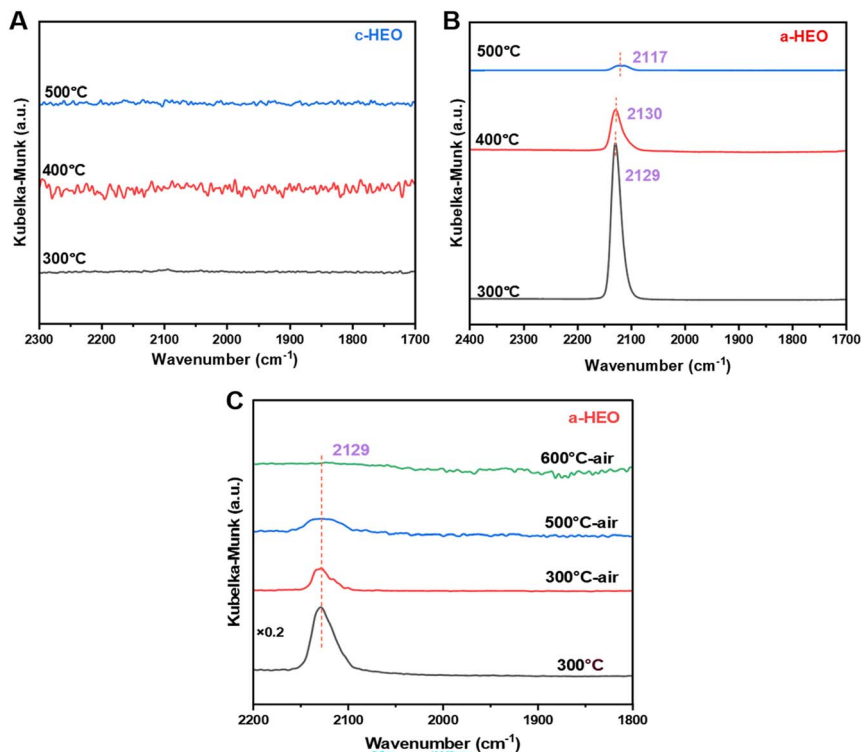 A
c-HEO
500°C
400°C
300°C
Kubelka-Munk (a.u.)
2300 2200 2100 2000 1900 1800 1700
Wavenumber (cm⁻¹)
B
a-HEO
500°C
2117
400°C
2130
2129
300°C
Kubelka-Munk (a.u.)
2400 2300 2200 2100 2000 1900 1800 1700
Wavenumber (cm⁻¹)
C
a-HEO
2129
600°C-air
500°C-air
300°C-air
×0.2
300°C
Kubelka-Munk (a.u.)
2200 2100 2000 1900 1800
Wavenumber (cm⁻¹)